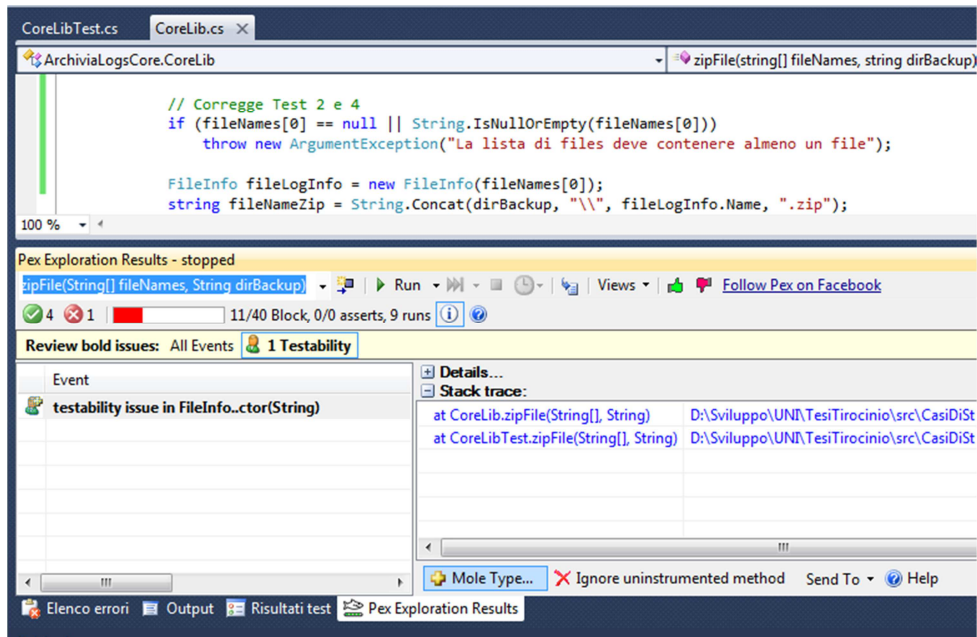 CoreLibTest.cs CoreLib.cs
ArchiviaLogsCore.CoreLib zipFile(string[] fileNames, string dirBackup)
// Corregge Test 2 e 4
if (fileNames[0] == null || String.IsNullOrEmpty(fileNames[0]))
throw new ArgumentException("La lista di files deve contenere almeno un file");
FileInfo fileLogInfo = new FileInfo(fileNames[0]);
string fileNameZip = String.Concat(dirBackup, "\\", fileLogInfo.Name, ".zip");
100 %
Pex Exploration Results - stopped
zipFile(String[] fileNames, String dirBackup) Run Views Follow Pex on Facebook
4 1 11/40 Block, 0/0 asserts, 9 runs
Review bold issues: All Events 1 Testability
Event
testability issue in FileInfo..ctor(String)
Details...
Stack trace:
at CoreLib.zipFile(String[], String) D:\Sviluppo\UNI\TesiTirocinio\src\CasiDiSt
at CoreLibTest.zipFile(String[], String) D:\Sviluppo\UNI\TesiTirocinio\src\CasiDiSt
Mole Type... Ignore uninstrumented method Send To Help
Elenco errori Output Risultati test Pex Exploration Results